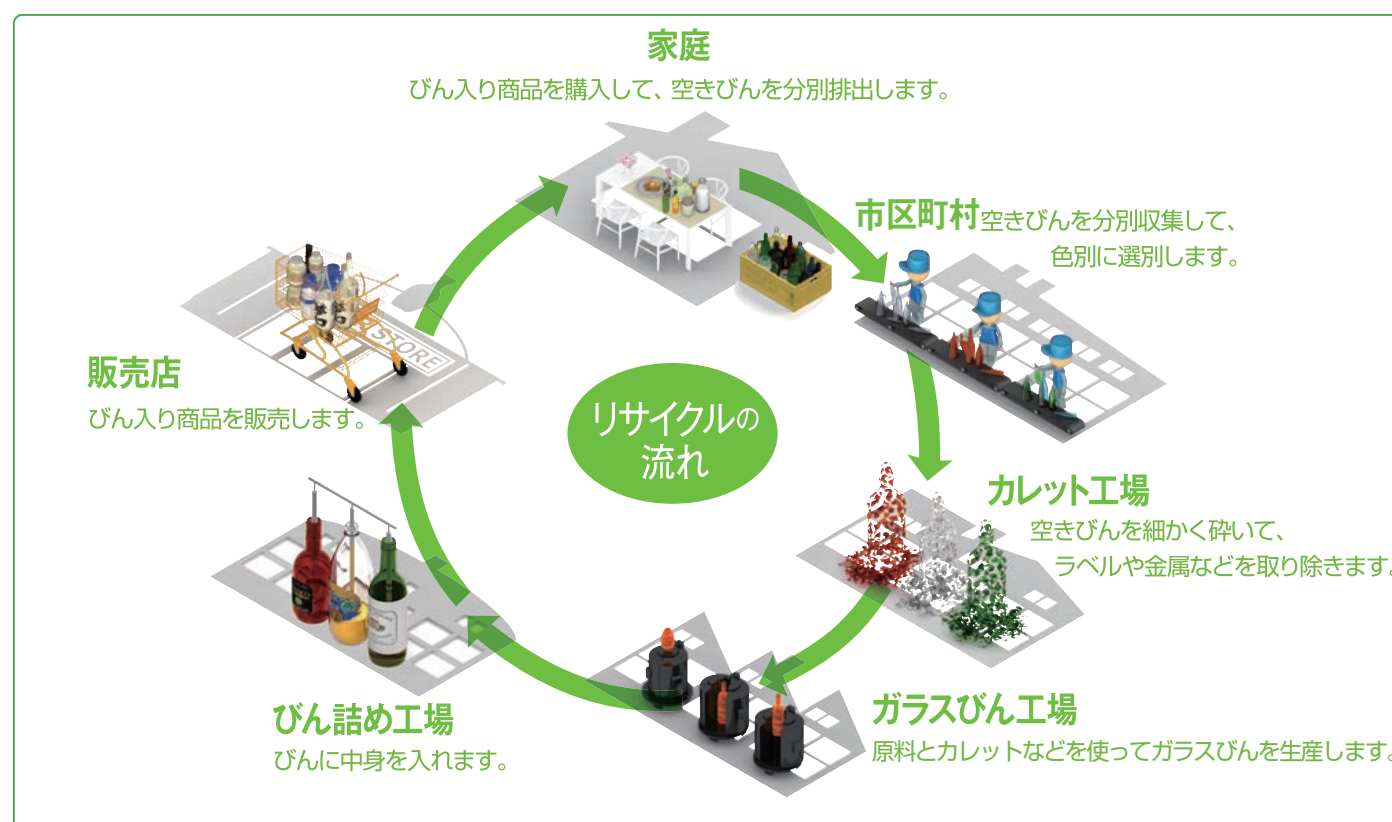 家庭
びん入り商品を購入して、空きびんを分別排出します。
市区町村 空きびんを分別収集して、
色別に選別します。
STORE
販売店
びん入り商品を販売します。
リサイクルの
流れ
カレット工場
空きびんを細かく砕いて、
ラベルや金属などを取り除きます。
ガラスびん工場
原料とカレットなどを使ってガラスびんを生産します。
びん詰め工場
びんに中身を入れます。